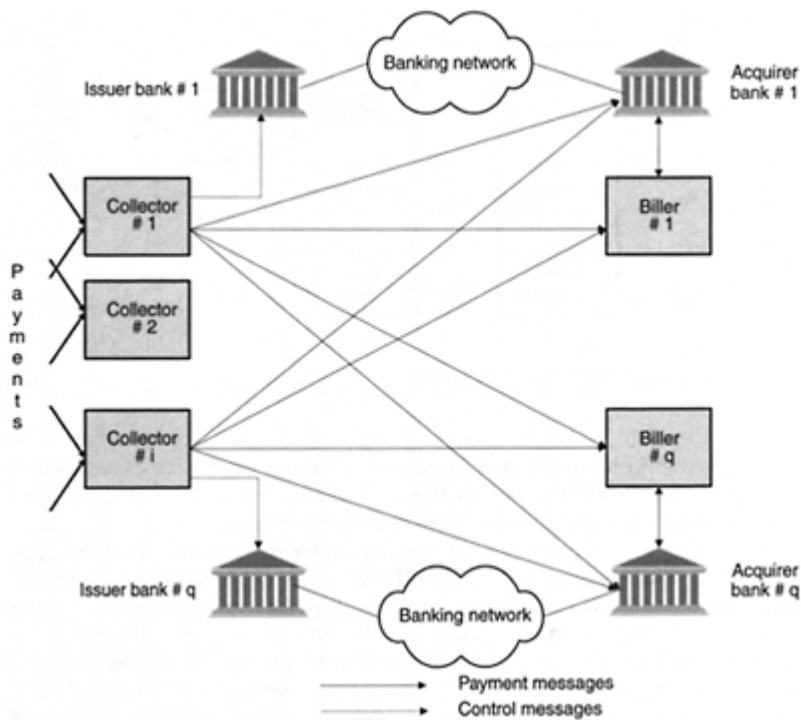 Banking network
Issuer bank # 1
Acquirer
bank # 1
Collector
# 1
Biller
# 1
Payments
Collector
# 2
Collector
# i
Biller
# q
Issuer bank # q
Banking network
Acquirer
bank # q
Payment messages
Control messages